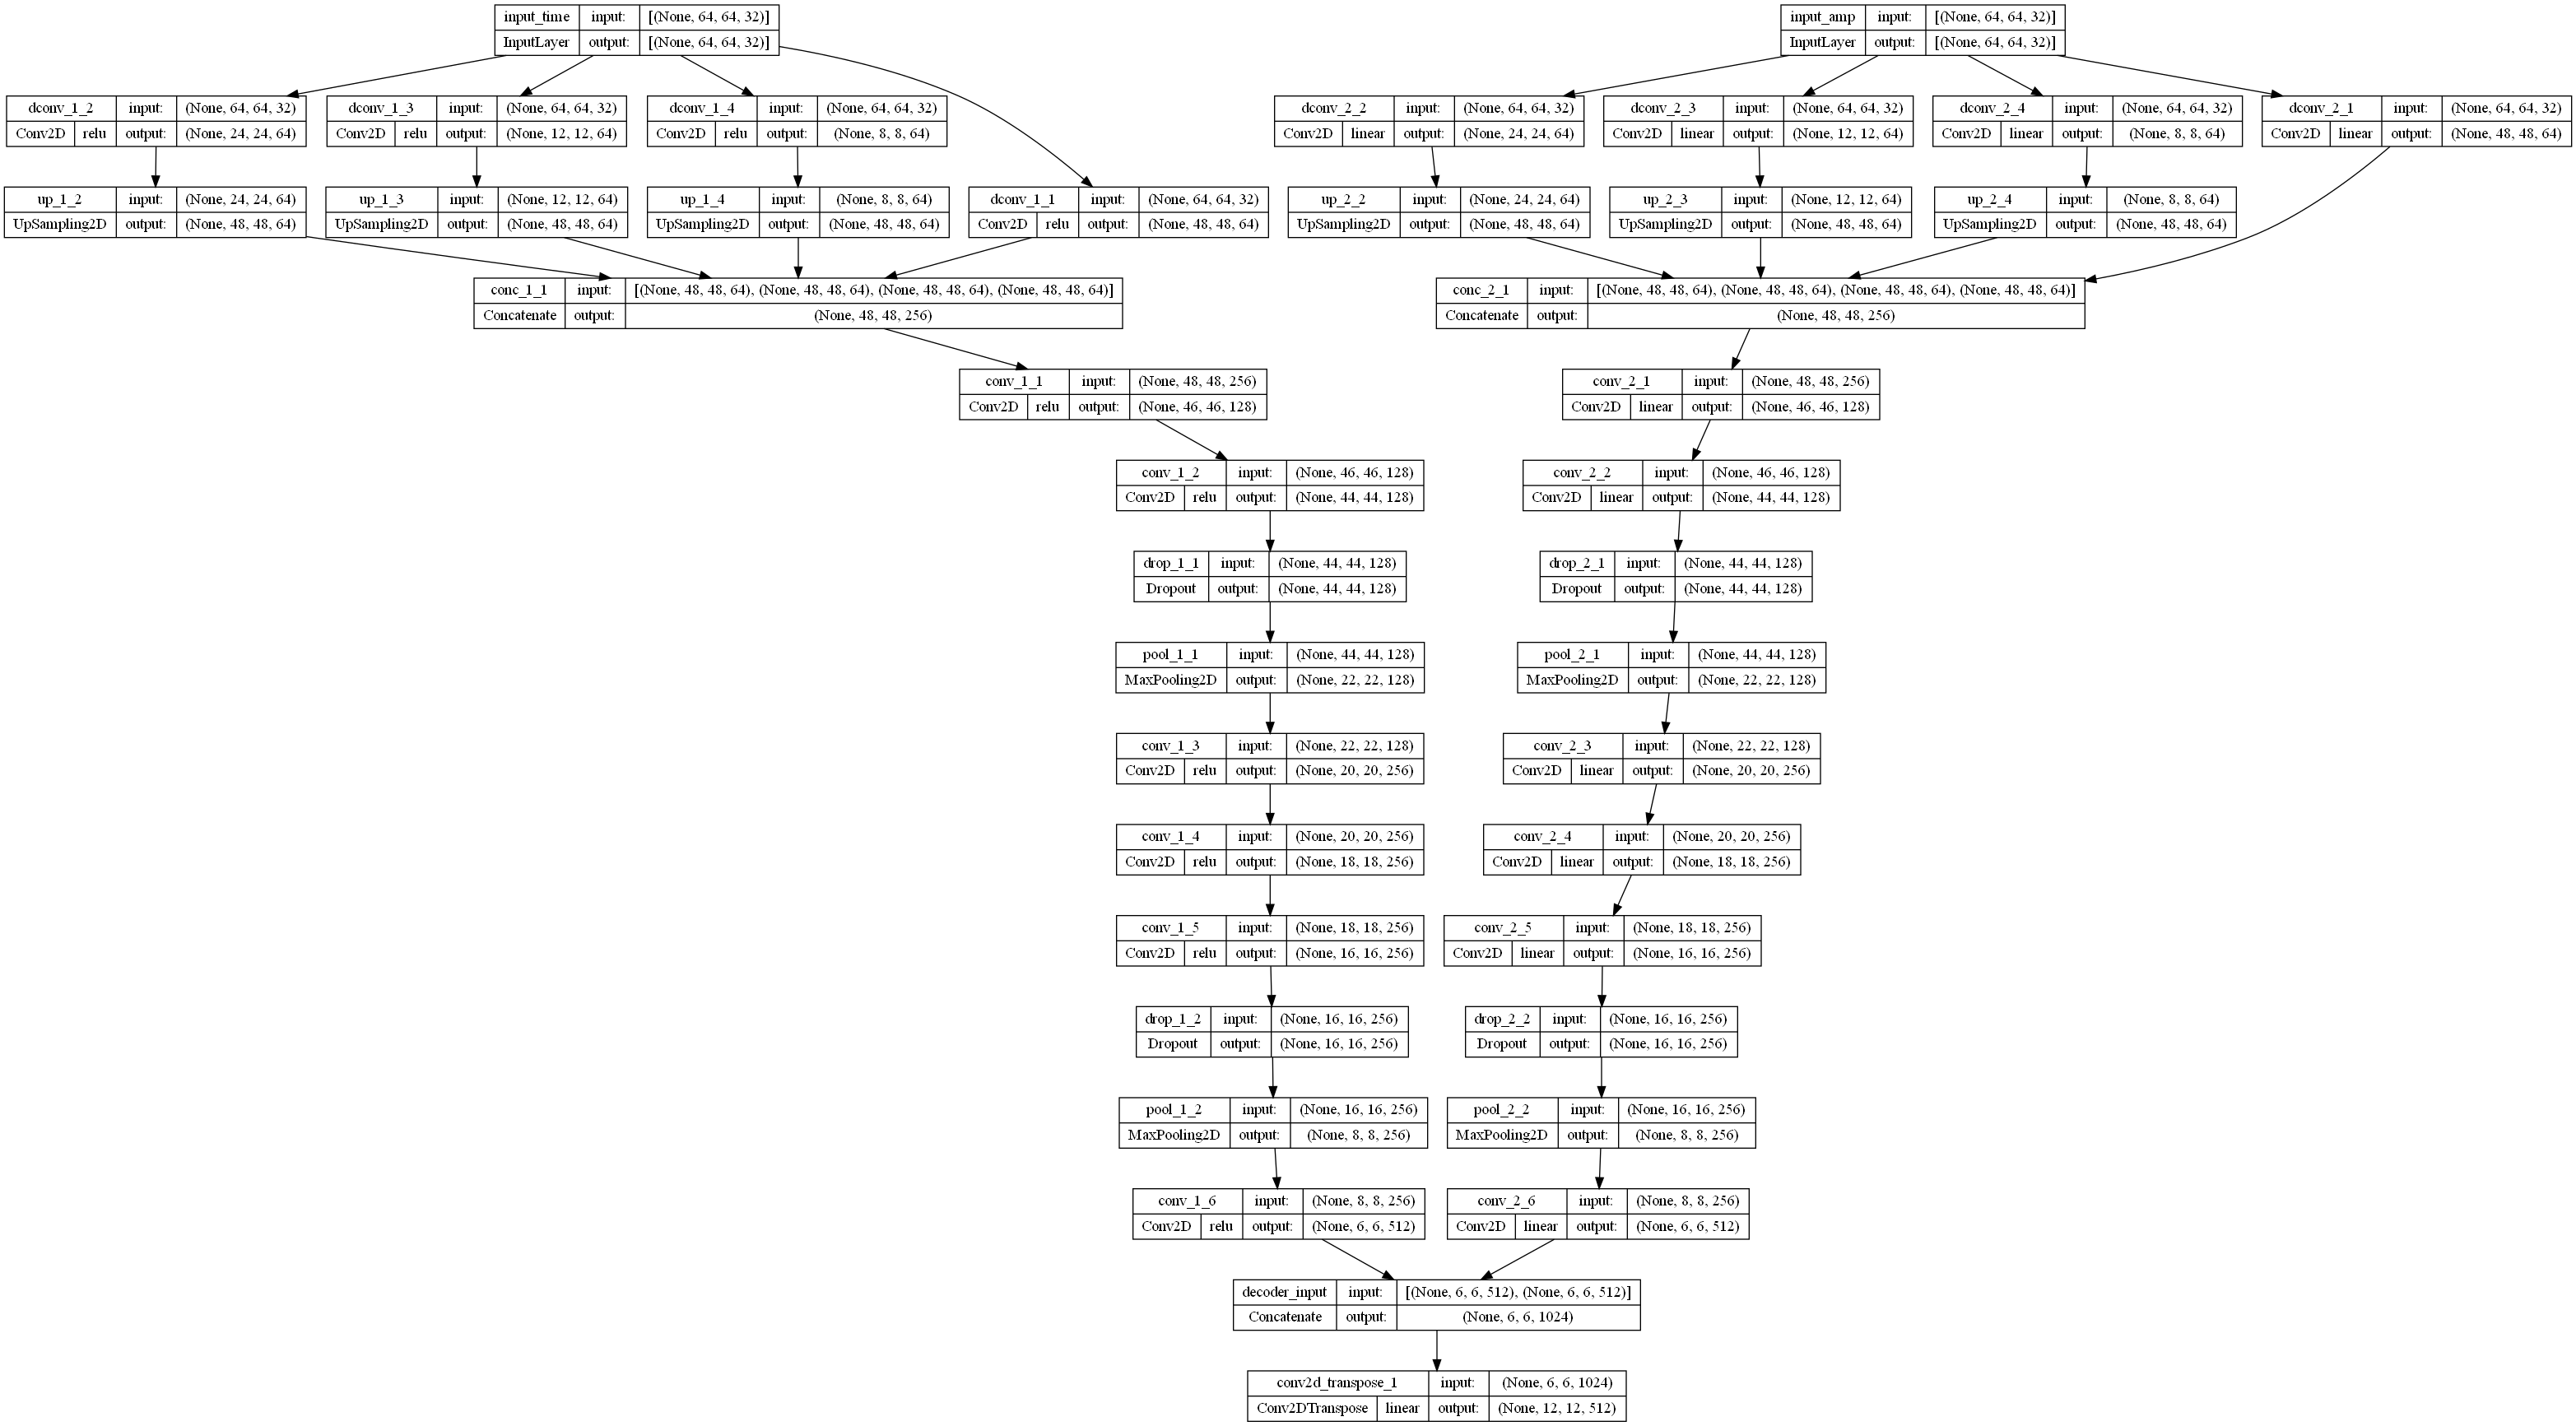 input_time input: [(None, 64, 64, 32)]
InputLayer output: [(None, 64, 64, 32)]
input_amp input: [(None, 64, 64, 32)]
InputLayer output: [(None, 64, 64, 32)]
dconv_1_2 input: (None, 64, 64, 32)
Conv2D relu output: (None, 24, 24, 64)
dconv_1_3 input: (None, 64, 64, 32)
Conv2D relu output: (None, 12, 12, 64)
dconv_1_4 input: (None, 64, 64, 32)
Conv2D relu output: (None, 8, 8, 64)
dconv_2_2 input: (None, 64, 64, 32)
Conv2D linear output: (None, 24, 24, 64)
dconv_2_3 input: (None, 64, 64, 32)
Conv2D linear output: (None, 12, 12, 64)
dconv_2_4 input: (None, 64, 64, 32)
Conv2D linear output: (None, 8, 8, 64)
dconv_2_1 input: (None, 64, 64, 32)
Conv2D linear output: (None, 48, 48, 64)
up_1_2 input: (None, 24, 24, 64)
UpSampling2D output: (None, 48, 48, 64)
up_1_3 input: (None, 12, 12, 64)
UpSampling2D output: (None, 48, 48, 64)
up_1_4 input: (None, 8, 8, 64)
UpSampling2D output: (None, 48, 48, 64)
dconv_1_1 input: (None, 64, 64, 32)
Conv2D relu output: (None, 48, 48, 64)
up_2_2 input: (None, 24, 24, 64)
UpSampling2D output: (None, 48, 48, 64)
up_2_3 input: (None, 12, 12, 64)
UpSampling2D output: (None, 48, 48, 64)
up_2_4 input: (None, 8, 8, 64)
UpSampling2D output: (None, 48, 48, 64)
conc_1_1 input: [(None, 48, 48, 64), (None, 48, 48, 64), (None, 48, 48, 64), (None, 48, 48, 64)]
Concatenate output: (None, 48, 48, 256)
conc_2_1 input: [(None, 48, 48, 64), (None, 48, 48, 64), (None, 48, 48, 64), (None, 48, 48, 64)]
Concatenate output: (None, 48, 48, 256)
conv_1_1 input: (None, 48, 48, 256)
Conv2D relu output: (None, 46, 46, 128)
conv_2_1 input: (None, 48, 48, 256)
Conv2D linear output: (None, 46, 46, 128)
conv_1_2 input: (None, 46, 46, 128)
Conv2D relu output: (None, 44, 44, 128)
conv_2_2 input: (None, 46, 46, 128)
Conv2D linear output: (None, 44, 44, 128)
drop_1_1 input: (None, 44, 44, 128)
Dropout output: (None, 44, 44, 128)
drop_2_1 input: (None, 44, 44, 128)
Dropout output: (None, 44, 44, 128)
pool_1_1 input: (None, 44, 44, 128)
MaxPooling2D output: (None, 22, 22, 128)
pool_2_1 input: (None, 44, 44, 128)
MaxPooling2D output: (None, 22, 22, 128)
conv_1_3 input: (None, 22, 22, 128)
Conv2D relu output: (None, 20, 20, 256)
conv_2_3 input: (None, 22, 22, 128)
Conv2D linear output: (None, 20, 20, 256)
conv_1_4 input: (None, 20, 20, 256)
Conv2D relu output: (None, 18, 18, 256)
conv_2_4 input: (None, 20, 20, 256)
Conv2D linear output: (None, 18, 18, 256)
conv_1_5 input: (None, 18, 18, 256)
Conv2D relu output: (None, 16, 16, 256)
conv_2_5 input: (None, 18, 18, 256)
Conv2D linear output: (None, 16, 16, 256)
drop_1_2 input: (None, 16, 16, 256)
Dropout output: (None, 16, 16, 256)
drop_2_2 input: (None, 16, 16, 256)
Dropout output: (None, 16, 16, 256)
pool_1_2 input: (None, 16, 16, 256)
MaxPooling2D output: (None, 8, 8, 256)
pool_2_2 input: (None, 16, 16, 256)
MaxPooling2D output: (None, 8, 8, 256)
conv_1_6 input: (None, 8, 8, 256)
Conv2D relu output: (None, 6, 6, 512)
conv_2_6 input: (None, 8, 8, 256)
Conv2D linear output: (None, 6, 6, 512)
decoder_input input: [(None, 6, 6, 512), (None, 6, 6, 512)]
Concatenate output: (None, 6, 6, 1024)
conv2d_transpose_1 input: (None, 6, 6, 1024)
Conv2DTranspose linear output: (None, 12, 12, 512)